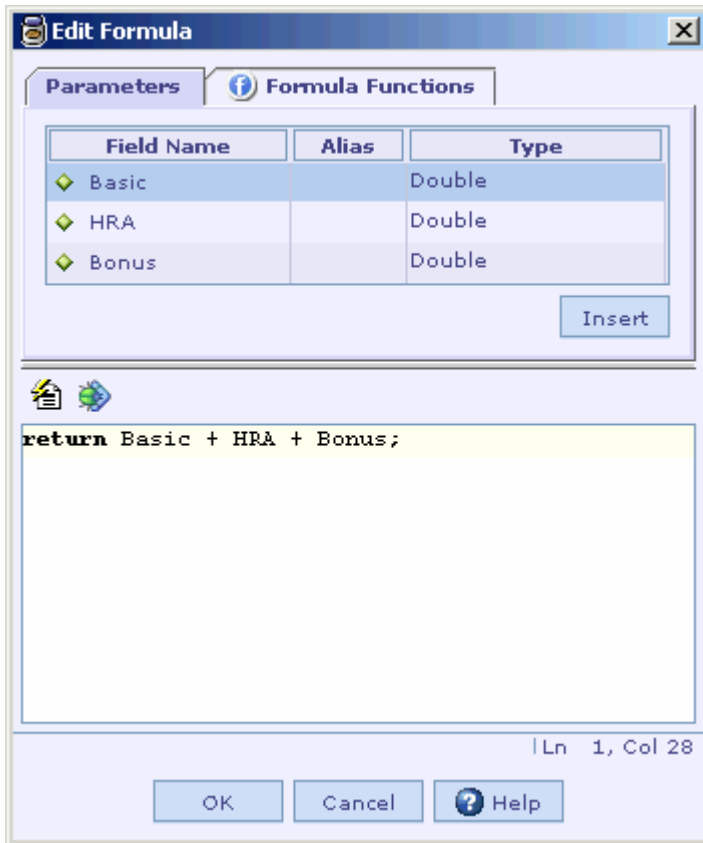 Edit Formula
Parameters Formula Functions
Field Name Alias Type
Basic Double
HRA Double
Bonus Double
Insert
return Basic + HRA + Bonus;
Ln 1, Col 28
OK Cancel Help